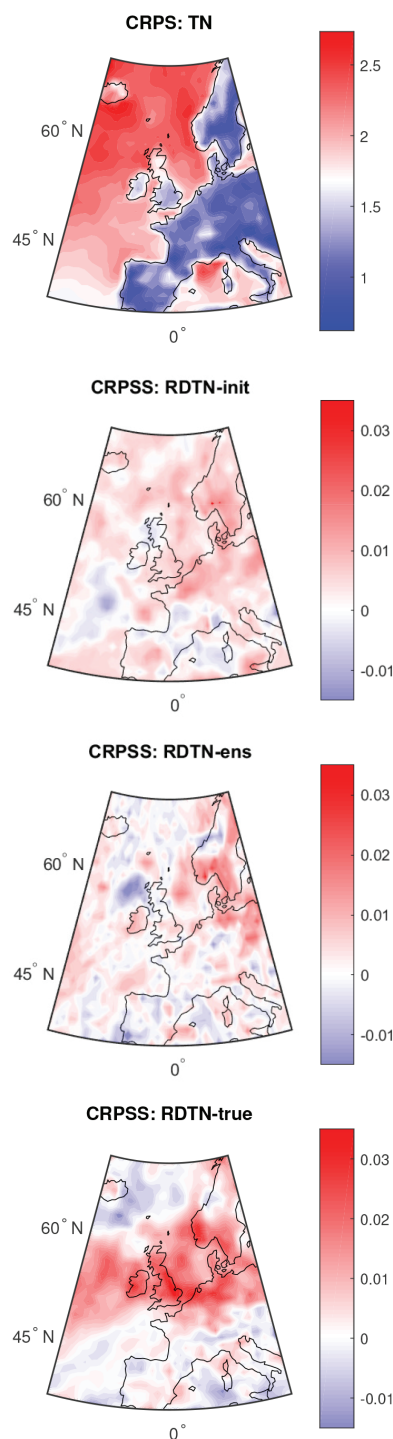 CRPS: TN
2.5
2
1.5
1
60° N
45° N
0°
CRPSS: RDTN-init
0.03
0.02
0.01
0
-0.01
60° N
45° N
0°
CRPSS: RDTN-ens
0.03
0.02
0.01
0
-0.01
60° N
45° N
0°
CRPSS: RDTN-true
0.03
0.02
0.01
0
-0.01
60° N
45° N
0°